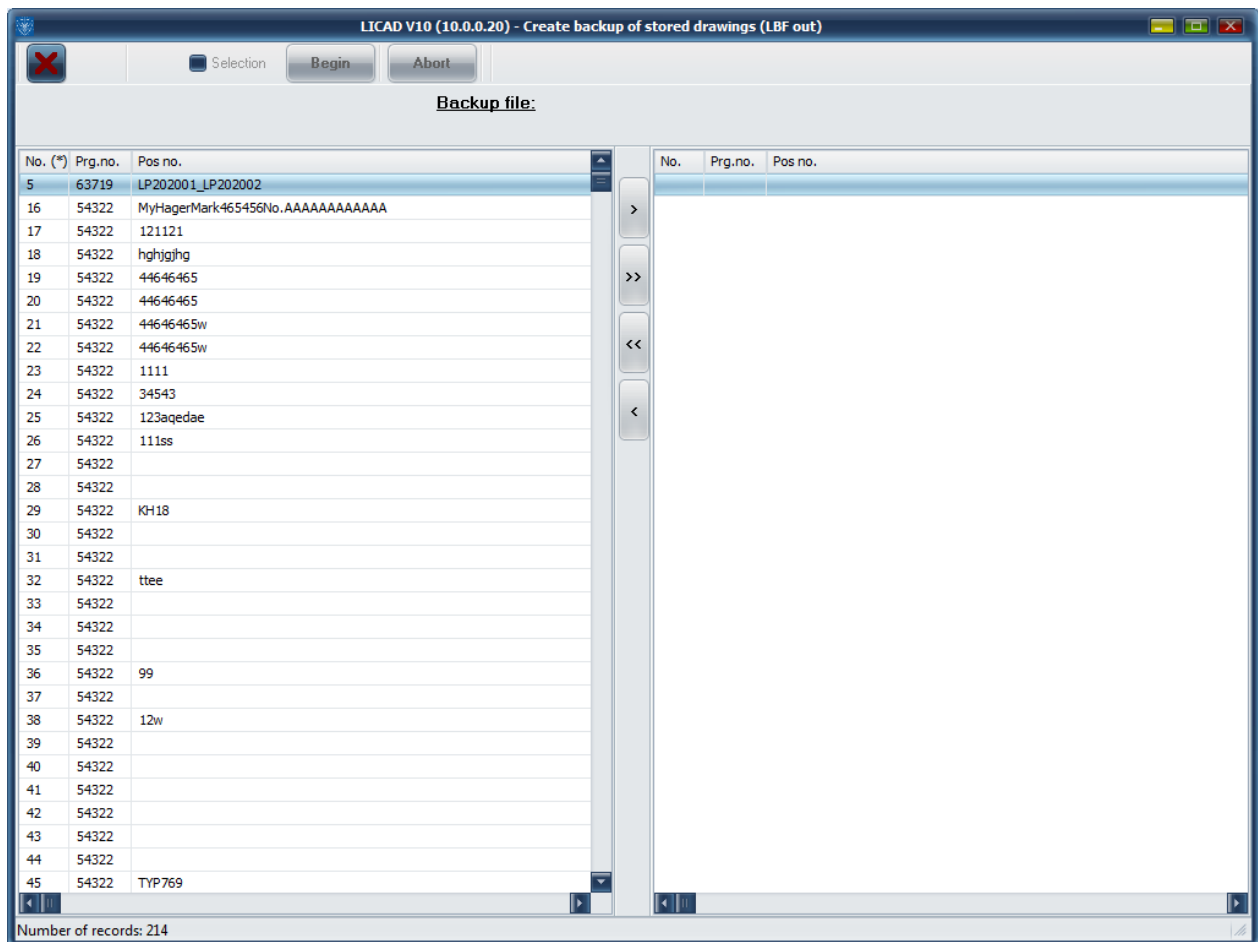 LICAD V10 (10.0.0.20) - Create backup of stored drawings (LBF out)
Selection Begin Abort
Backup file:
No. (*) Prg.no. Pos no.
5 63719 LP202001_LP202002
16 54322 MyHagerMark465456No.AAAAAAAAAAAA
17 54322 121121
18 54322 hghjgjhg
19 54322 44646465
20 54322 44646465
21 54322 44646465w
22 54322 44646465w
23 54322 1111
24 54322 34543
25 54322 123aqedae
26 54322 111ss
27 54322
28 54322
29 54322 KH18
30 54322
31 54322
32 54322 ttee
33 54322
34 54322
35 54322
36 54322 99
37 54322
38 54322 12w
39 54322
40 54322
41 54322
42 54322
43 54322
44 54322
45 54322 TYP769
>
>>
<<
<
No. Prg.no. Pos no.
Number of records: 214